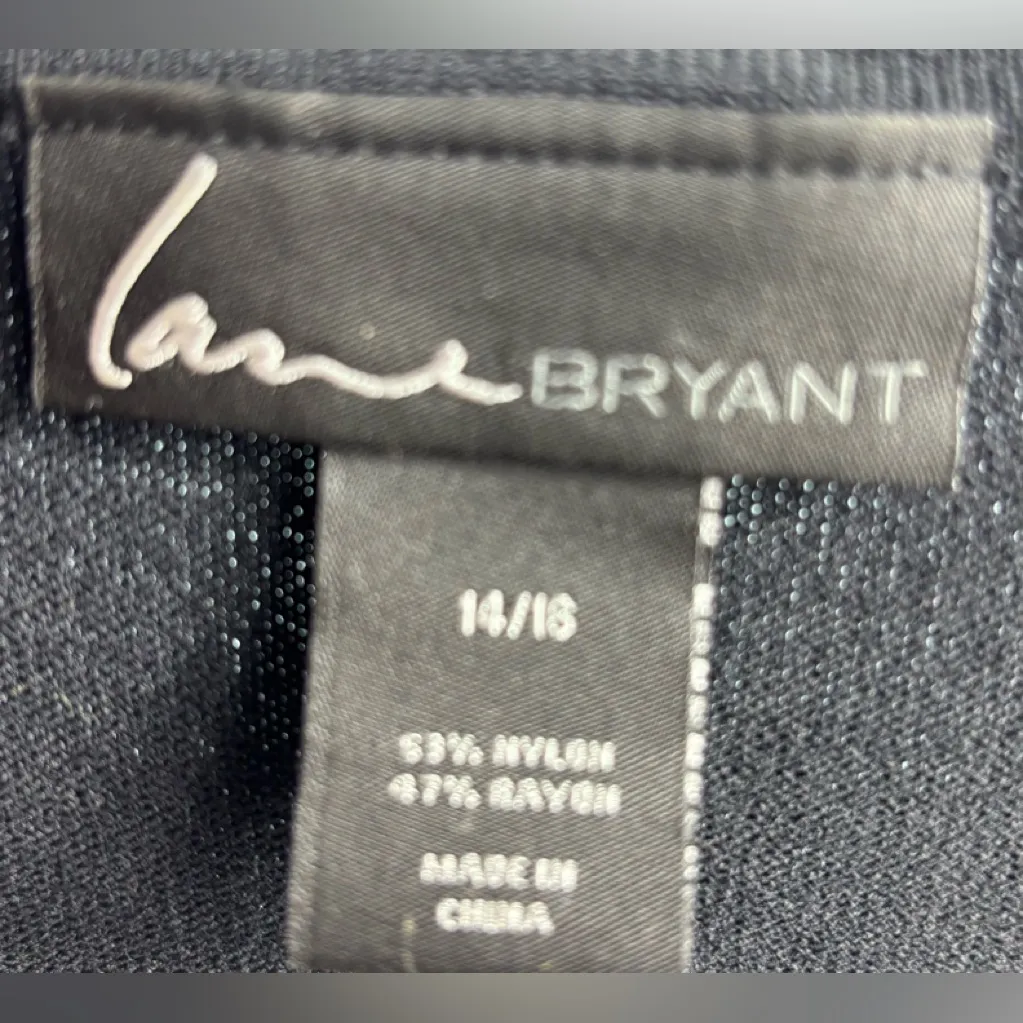 lane BRYANT
14/16
53% NYLON
47% RAYON
MADE IN
CHINA